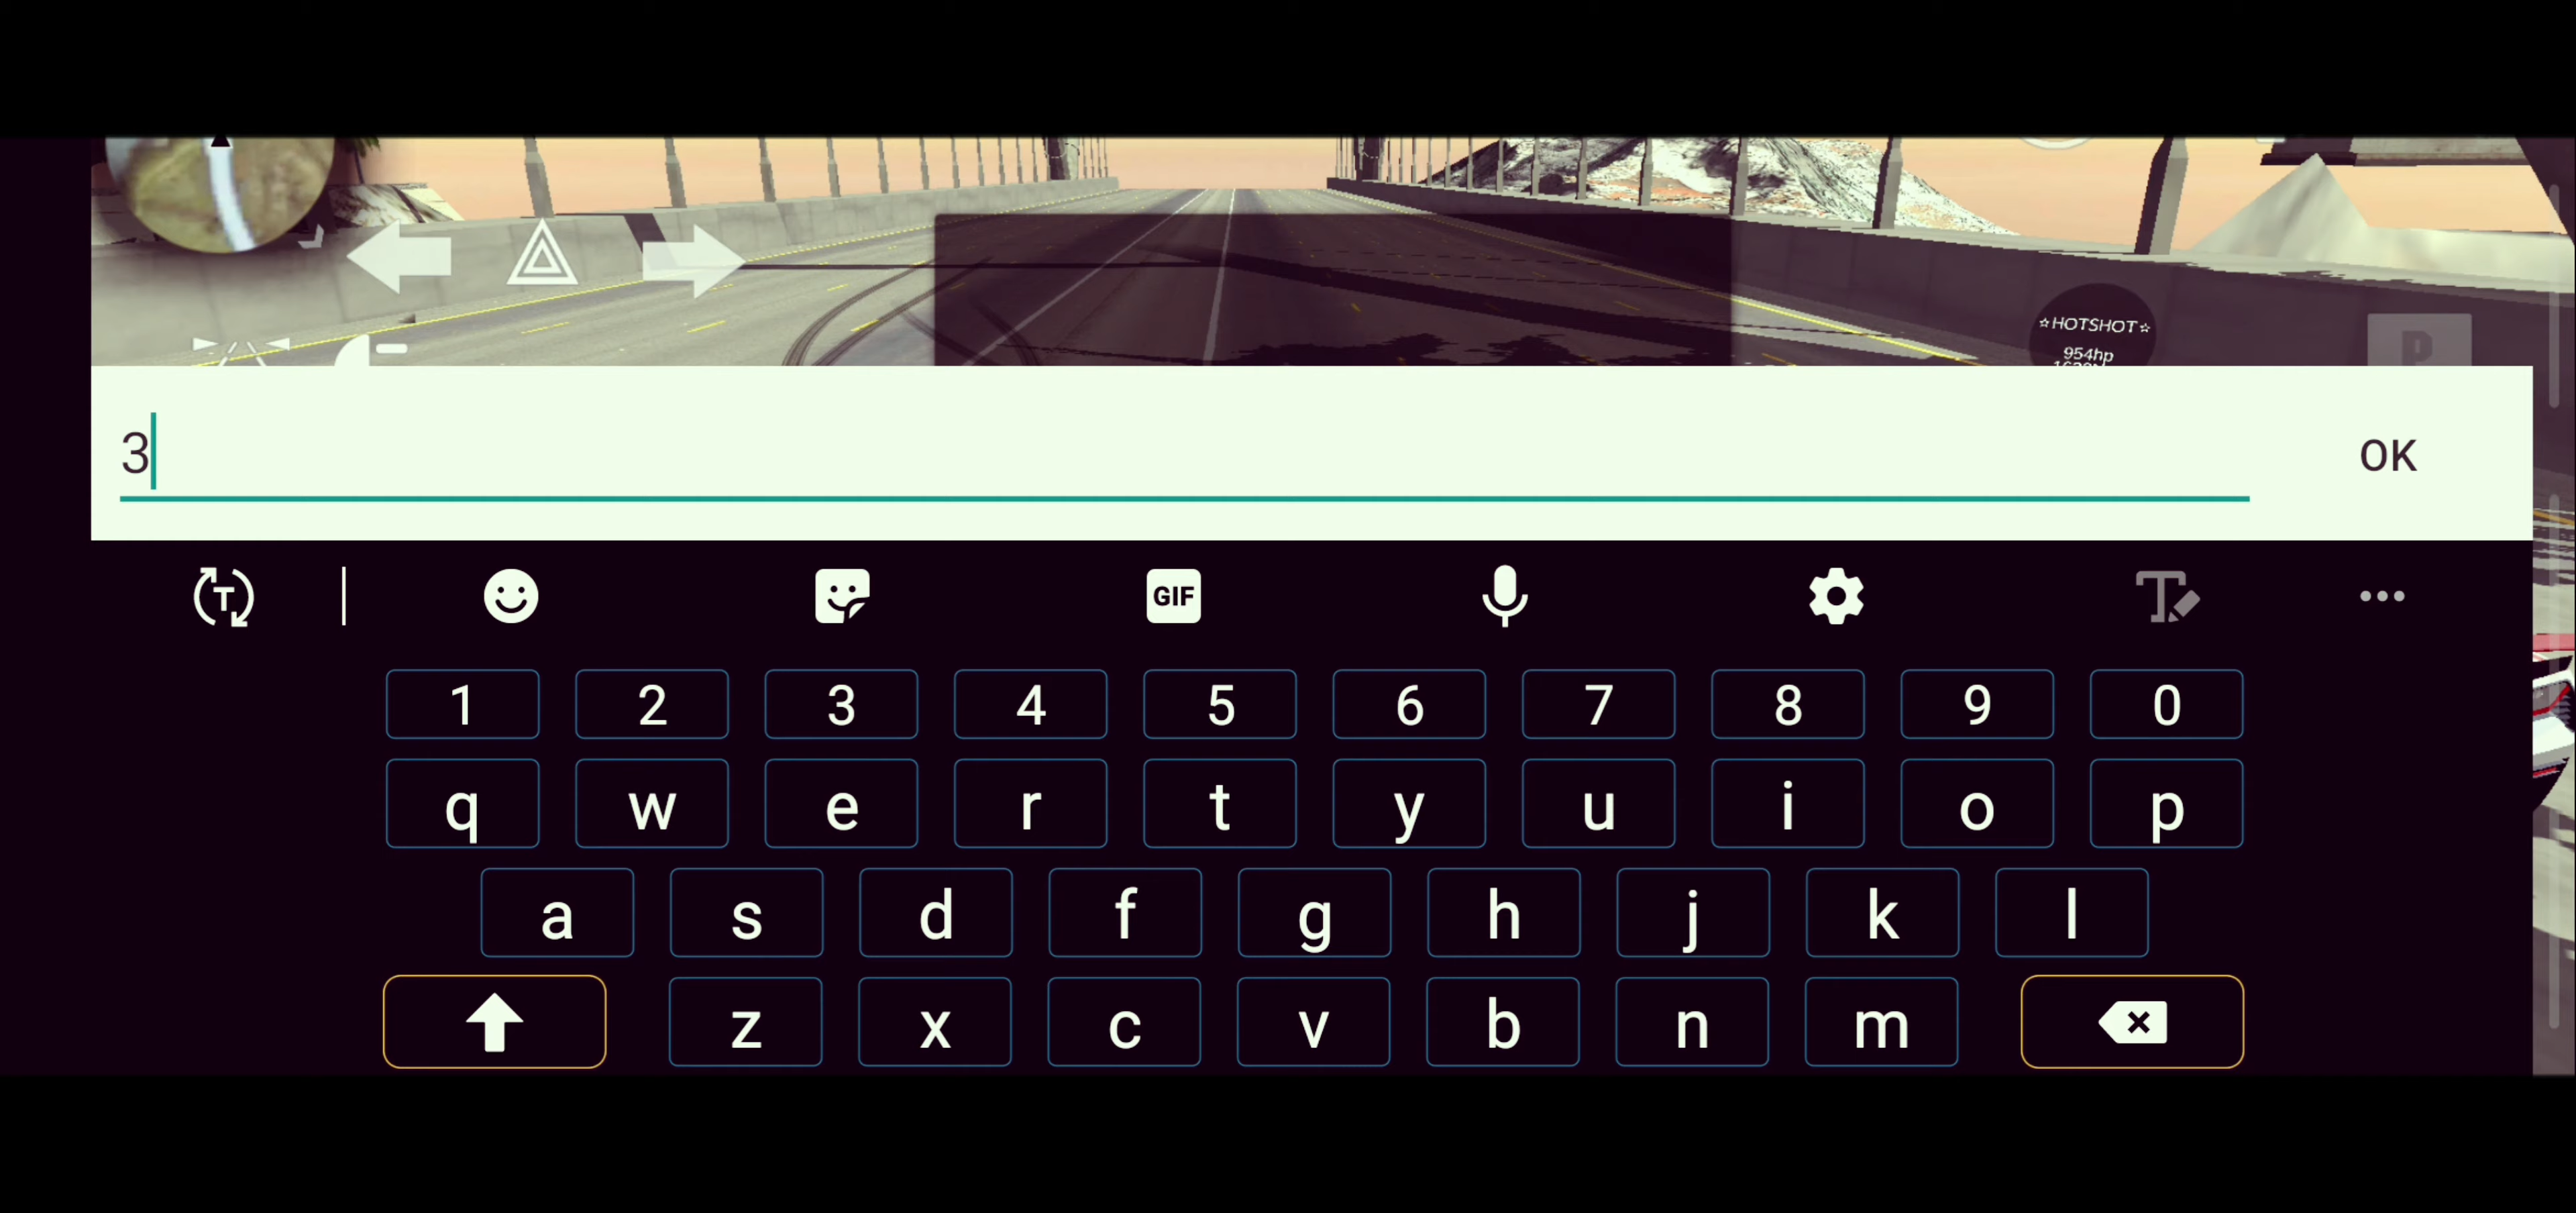 ☆HOTSHOT☆
954hp
P
3
OK
T
GIF
T
1 2 3 4 5 6 7 8 9 0
q w e r t y u i o p
a s d f g h j k l
z x c v b n m